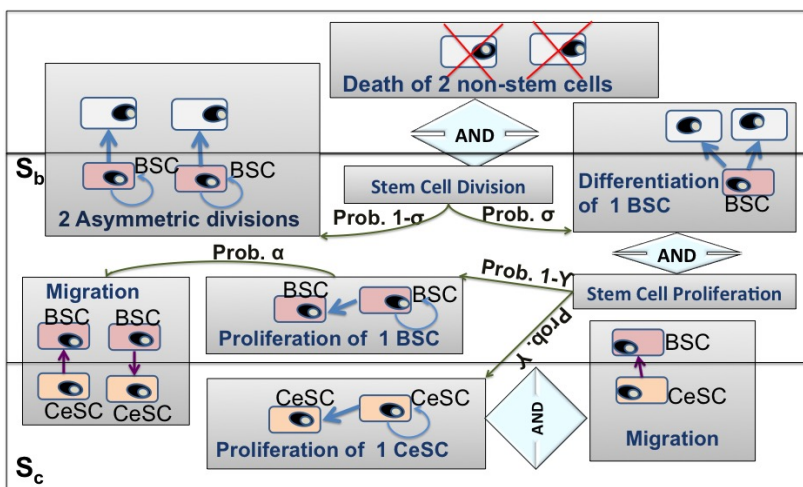 Death of 2 non-stem cells
AND
S_b
BSC
BSC
2 Asymmetric divisions
Stem Cell Division
Differentiation
of 1 BSC
BSC
Prob. 1-σ
Prob. σ
AND
Prob. α
Prob. 1-Υ
Stem Cell Proliferation
Migration
BSC
BSC
CeSC
CeSC
BSC
BSC
Proliferation of 1 BSC
Prob. Υ
BSC
CeSC
Migration
CeSC
CeSC
Proliferation of 1 CeSC
AND
S_c